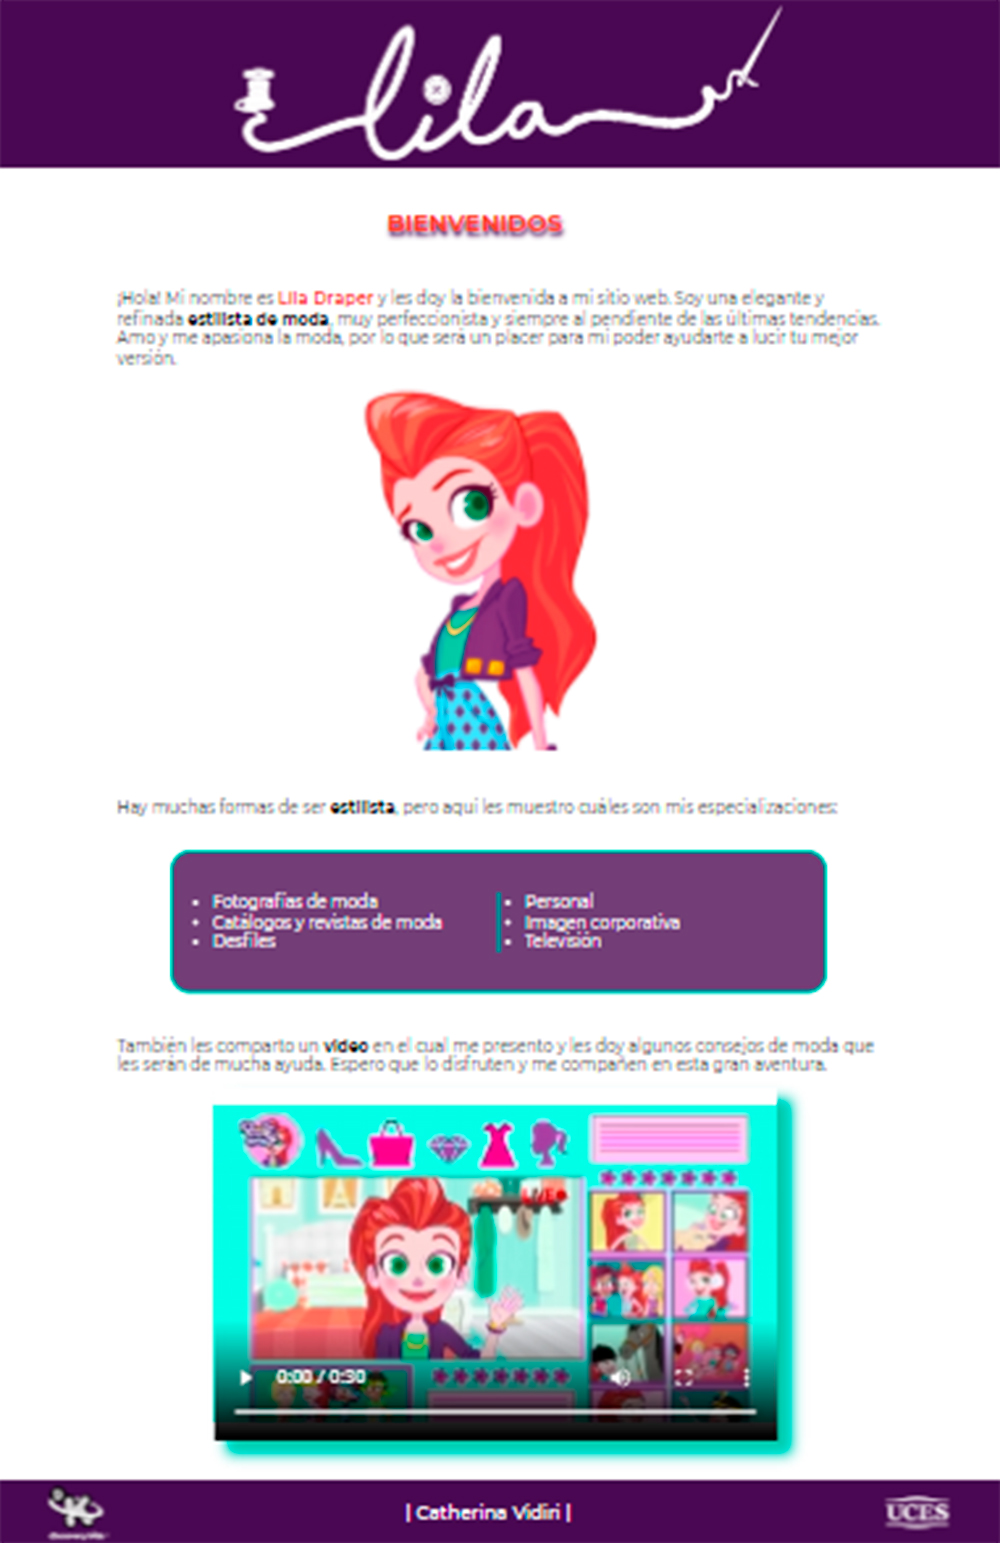 lila
BIENVENIDOS
¡Hola! Mi nombre es Lila Draper y les doy la bienvenida a mi sitio web. Soy una elegante y
refinada estilista de moda, muy perfeccionista y siempre al pendiente de las últimas tendencias.
Amo y me apasiona la moda, por lo que será un placer para mi poder ayudarte a lucir tu mejor
versión.
Hay muchas formas de ser estilista, pero aquí les muestro cuáles son mis especializaciones:
• Fotografías de moda
• Catálogos y revistas de moda
• Desfiles
• Personal
• Imagen corporativa
• Televisión
También les comparto un video en el cual me presento y les doy algunos consejos de moda que
les serán de mucha ayuda. Espero que lo disfruten y me compañen en esta gran aventura.
LIVE
0:00 / 0:30
| Catherina Vidiri |
UCES